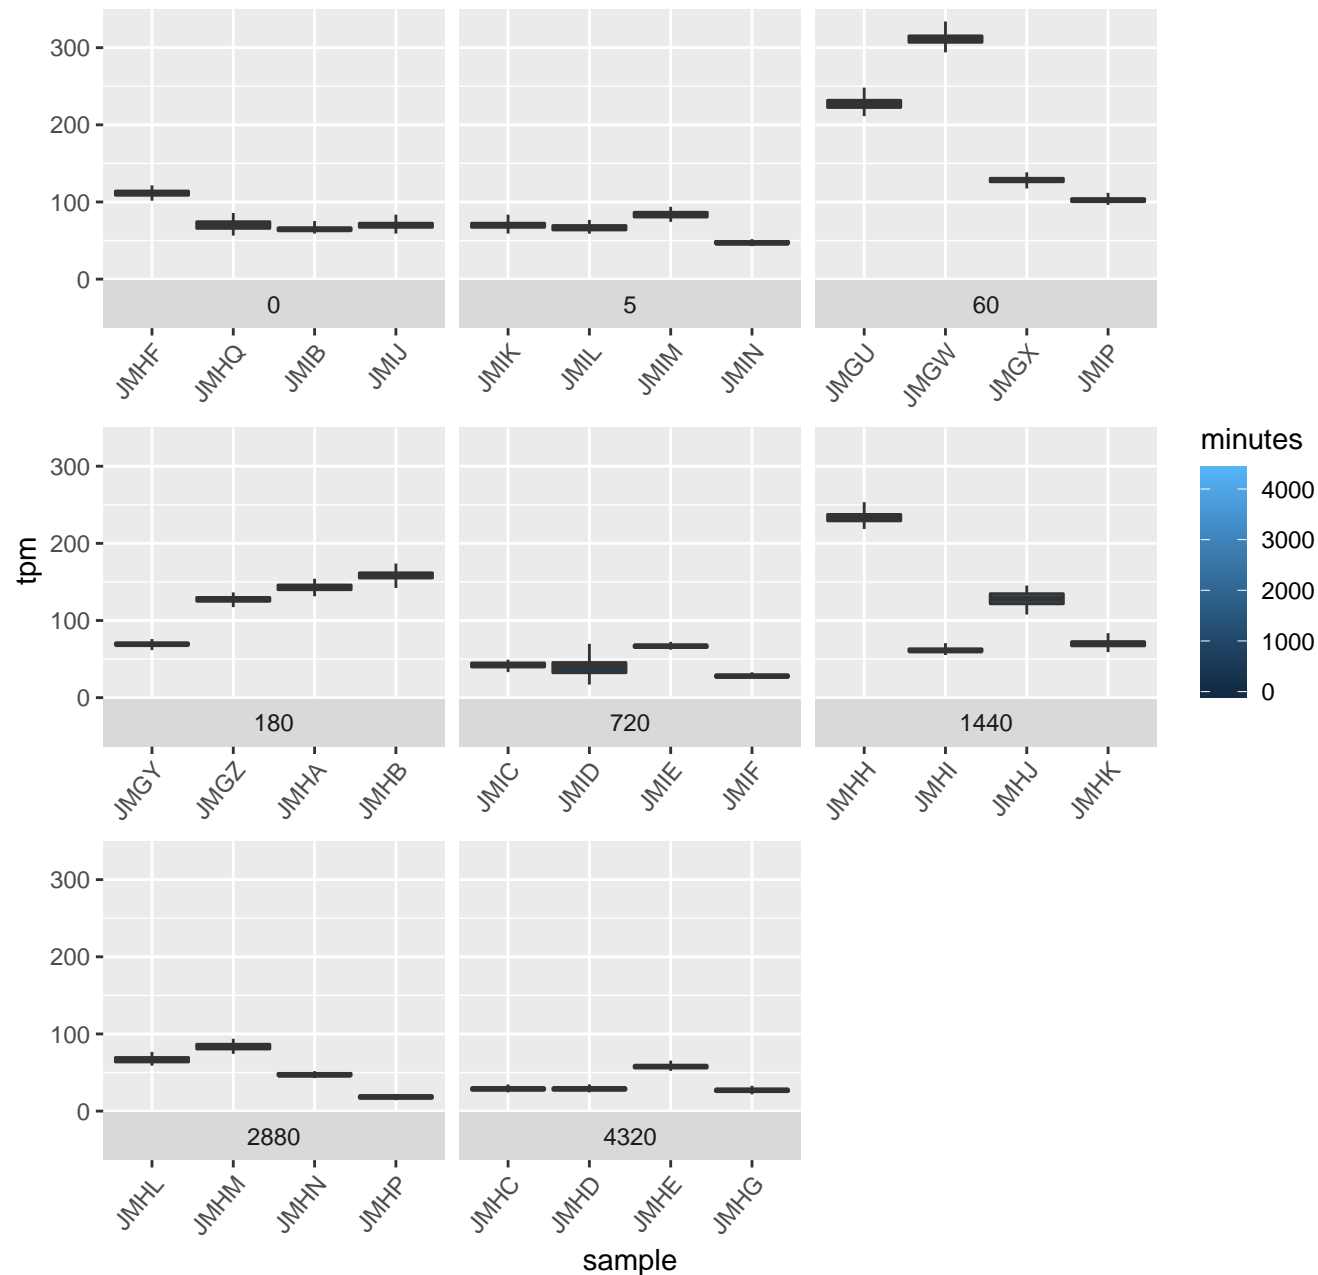 300
200
100
0
0
5
60
JMHF
JMHQ
JMIB
JMIJ
JMIK
JMIL
JMIM
JMIN
JMGU
JMGW
JMGX
JMIP
tpm
300
200
100
0
180
720
1440
JMGY
JMGZ
JMHA
JMHB
JMIC
JMID
JMIE
JMIF
JMHH
JMHI
JMHJ
JMHK
minutes
4000
3000
2000
1000
0
300
200
100
0
2880
4320
JMHL
JMHM
JMHN
JMHP
JMHC
JMHD
JMHE
JMHG
sample